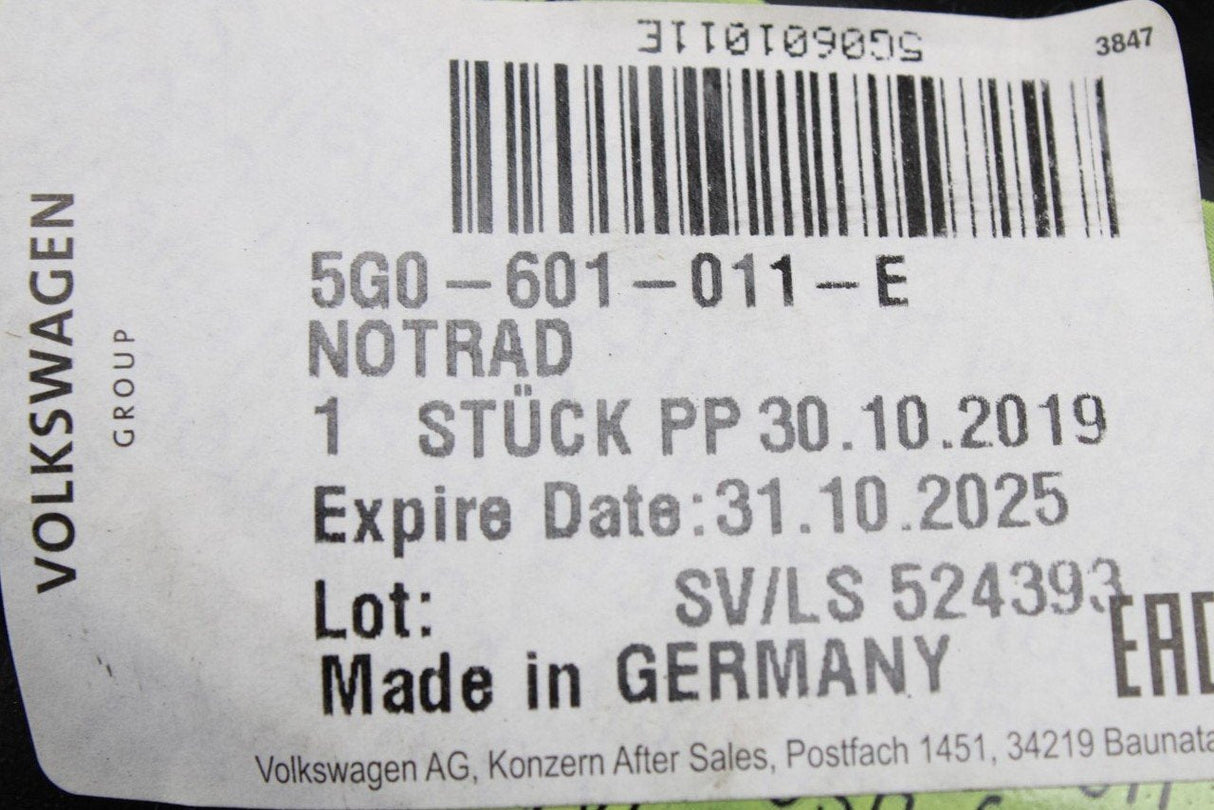 5G0601011E
3847
5G0-601-011-E
NOTRAD
1 STÜCK PP 30.10.2019
Expire Date:31.10.2025
Lot: SV/LS 524393
Made in GERMANY
EAC
Volkswagen AG, Konzern After Sales, Postfach 1451, 34219 Baunata
VOLKSWAGEN
GROUP